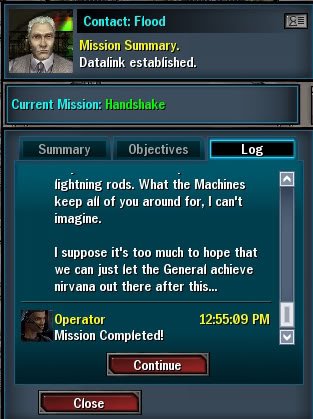 Contact: Flood
Mission Summary.
Datalink established.
Current Mission: Handshake
Summary
Objectives
Log
lightning rods. What the Machines
keep all of you around for, I can't
imagine.
I suppose it's too much to hope that
we can just let the General achieve
nirvana out there after this...
Operator 12:55:09 PM
Mission Completed!
Continue
Close